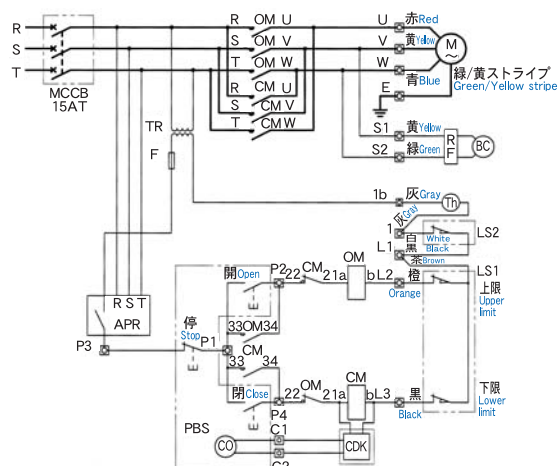 R OM U U 赤Red
R
S S OM V V 黄Yellow
M
~
T T OM W W 青Blue
MCCB
15AT
R CM U
S CM V
T CM W
E
緑/黄ストライプ
Green/Yellow stripe
TR
F
S1 黄Yellow
S2 緑Green
R
F
BC
1b 灰Gray Th
灰Gray
1
白
White
LS2
L1 黒
Black
茶Brown
開Open P2 22 CM 21a OM b L2 橙
Orange
LS1
上限
Upper
limit
R S T
APR
停
Stop
P3 P1
33 OM 34
CM
33 34
閉Close
P4
22 OM 21a CM b L3 黒
Black
下限
Lower
limit
PBS
CO
C1
C2
CDK